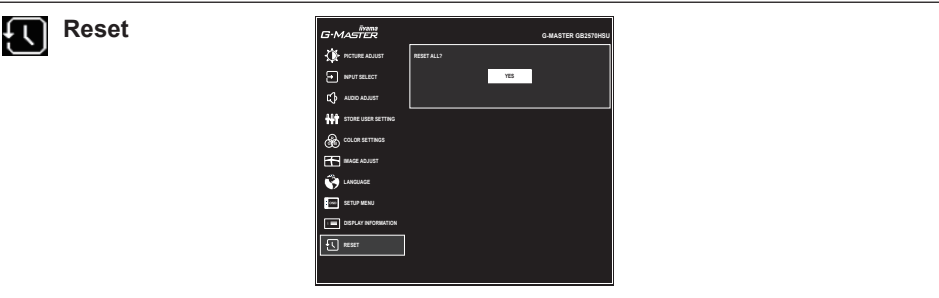 Reset
iiyama
G-MASTER
G-MASTER GB2570HSU
PICTURE ADJUST
RESET ALL?
INPUT SELECT
YES
AUDIO ADJUST
STORE USER SETTING
COLOR SETTINGS
IMAGE ADJUST
LANGUAGE
SETUP MENU
DISPLAY INFORMATION
RESET